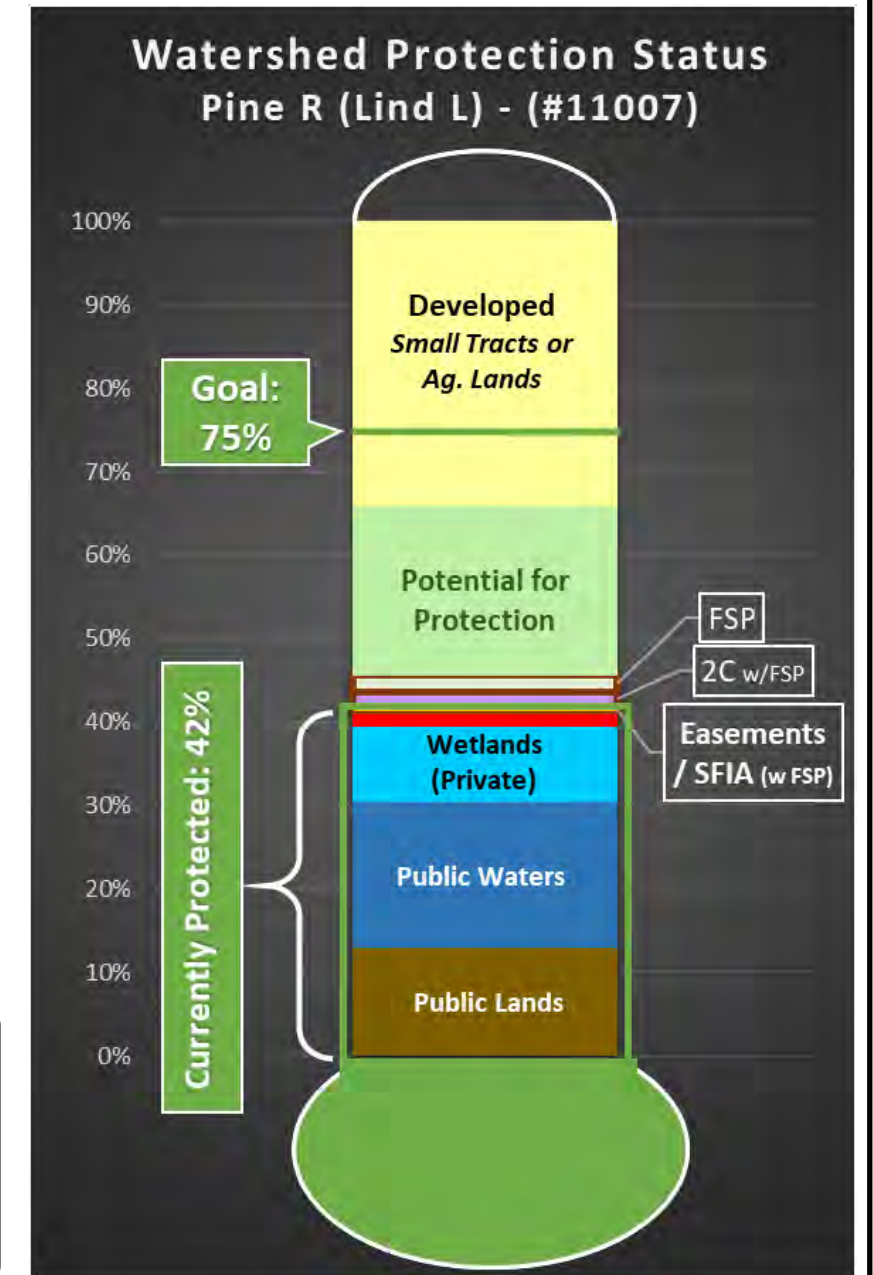 Watershed Protection Status
Pine R (Lind L) - (#11007)
100%
90%
80%
70%
60%
50%
40%
30%
20%
10%
0%
Goal:
75%
Currently Protected: 42%
Developed
Small Tracts or
Ag. Lands
Potential for
Protection
FSP
2C w/FSP
Easements
/ SFIA (w FSP)
Wetlands
(Private)
Public Waters
Public Lands